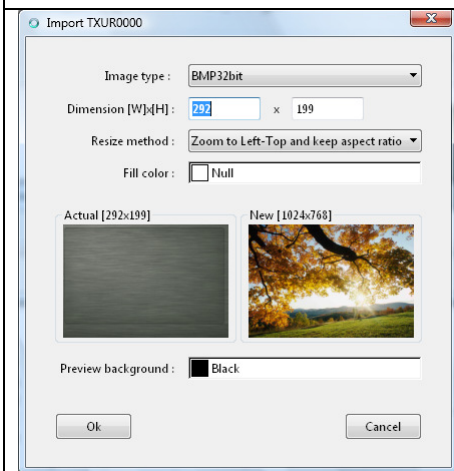 Import TXUR0000
Image type : BMP32bit
Dimension [W]x[H] : 292 x 199
Resize method : Zoom to Left-Top and keep aspect ratio
Fill color : Null
Actual [292x199] New [1024x768]
Preview background : Black
Ok Cancel